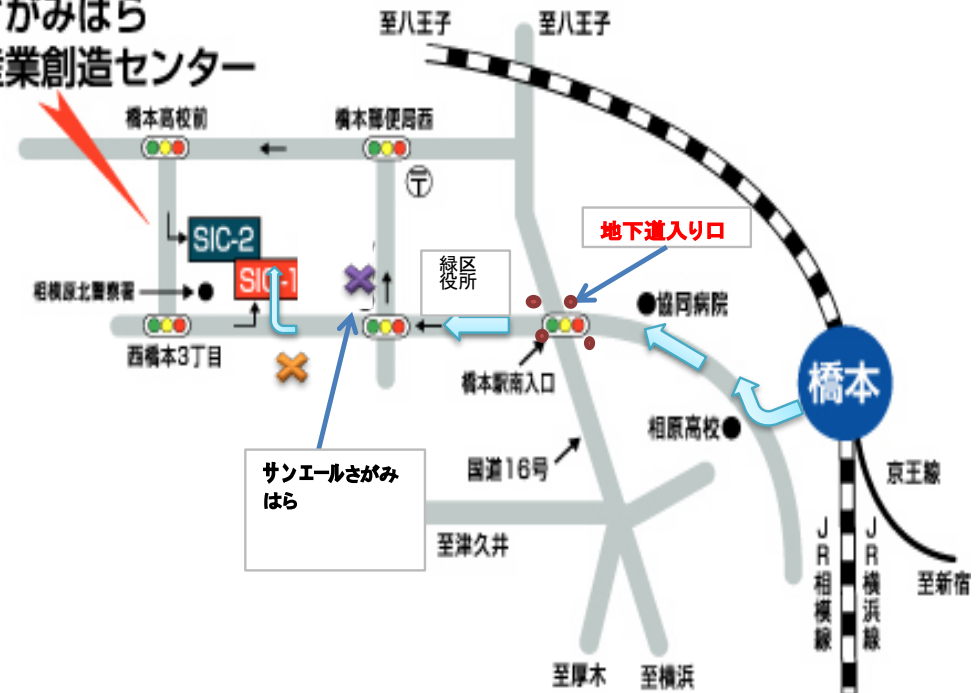 がみはら
業創造センター
至八王子
至八王子
橋本高校前
橋本郵便局西
〒
SIC-2
地下道入り口
緑区
役所
SIC-1
相模原北警察署
協同病院
西橋本3丁目
橋本駅南入口
橋本
相原高校
サンエールさがみ
はら
国道16号
京王線
至津久井
JR相模線
JR横浜線
至新宿
至厚木
至横浜